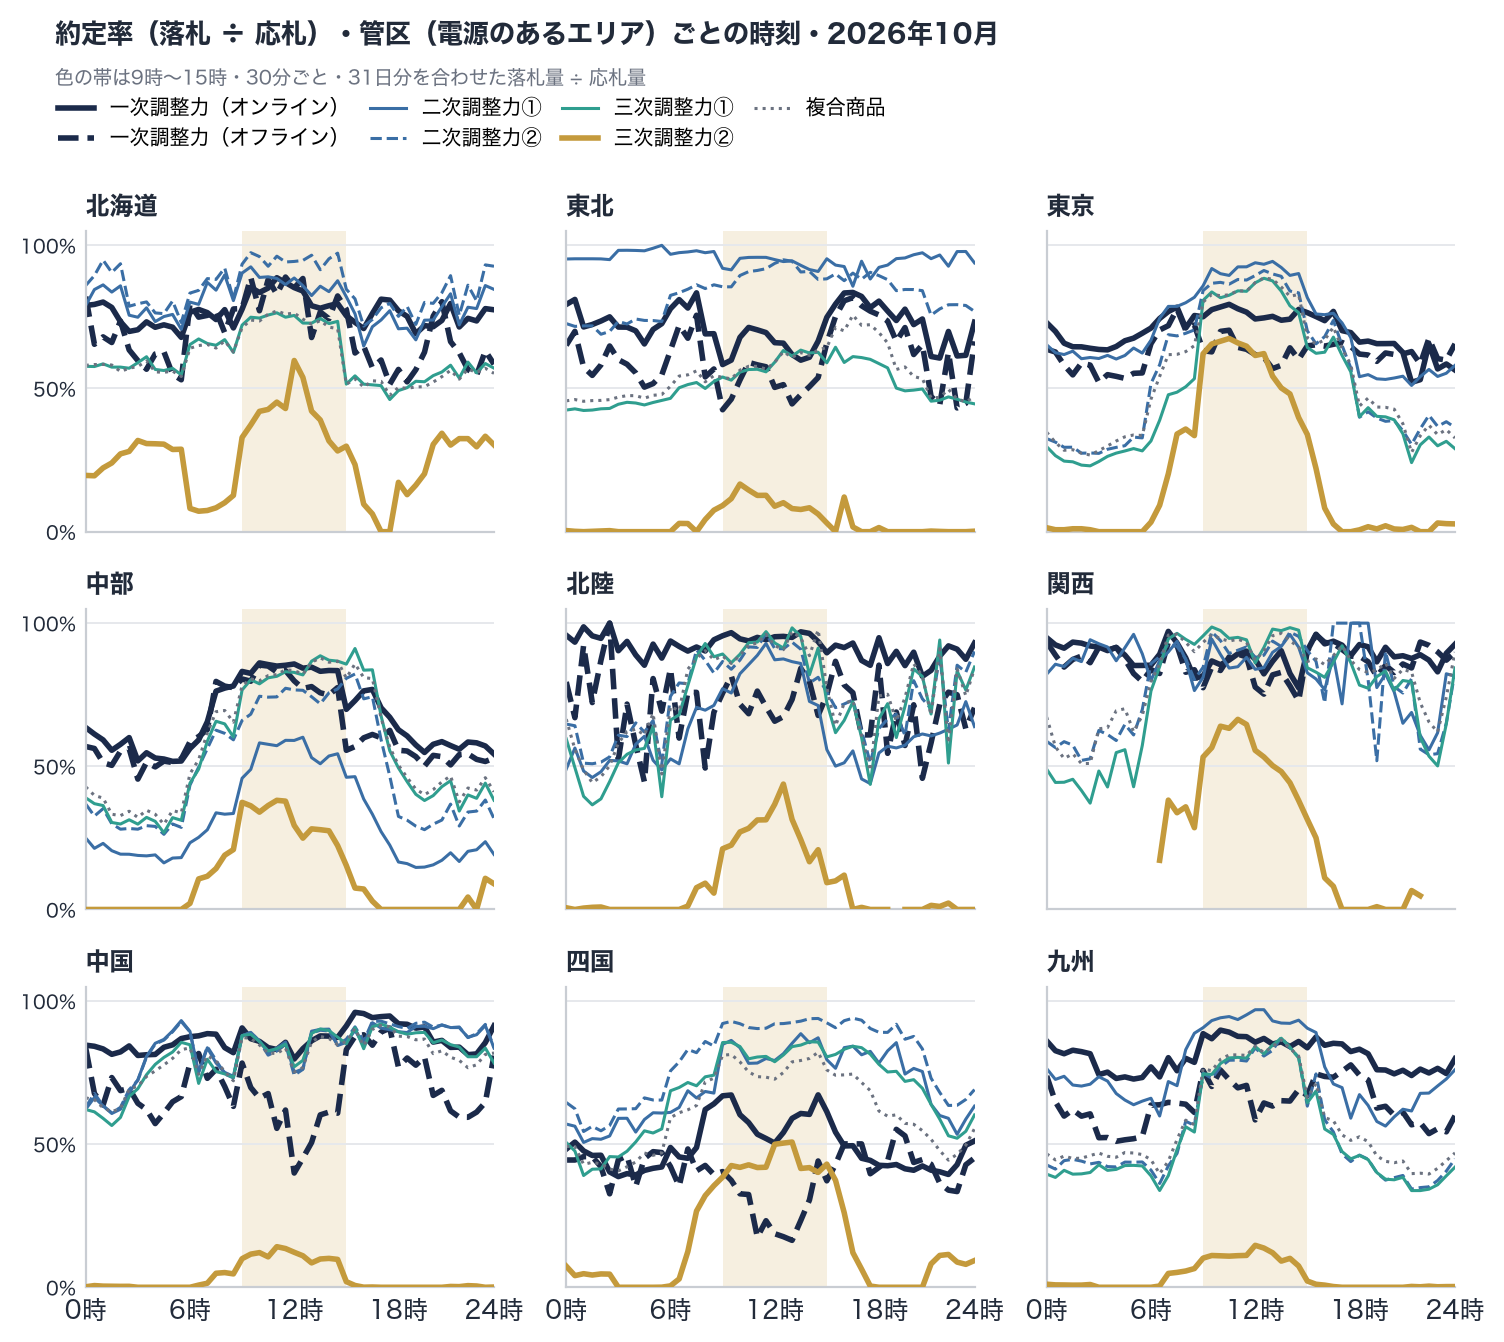 約定率（落札 ÷ 応札）・管区（電源のあるエリア）ごとの時刻・2026年10月
色の帯は9時〜15時・30分ごと・31日分を合わせた落札量 ÷ 応札量
一次調整力（オンライン） 二次調整力① 三次調整力① 複合商品
一次調整力（オフライン） 二次調整力② 三次調整力②
北海道 東北 東京
100%
50%
0%
中部 北陸 関西
100%
50%
0%
中国 四国 九州
100%
50%
0%
0時 6時 12時 18時 24時 0時 6時 12時 18時 24時 0時 6時 12時 18時 24時